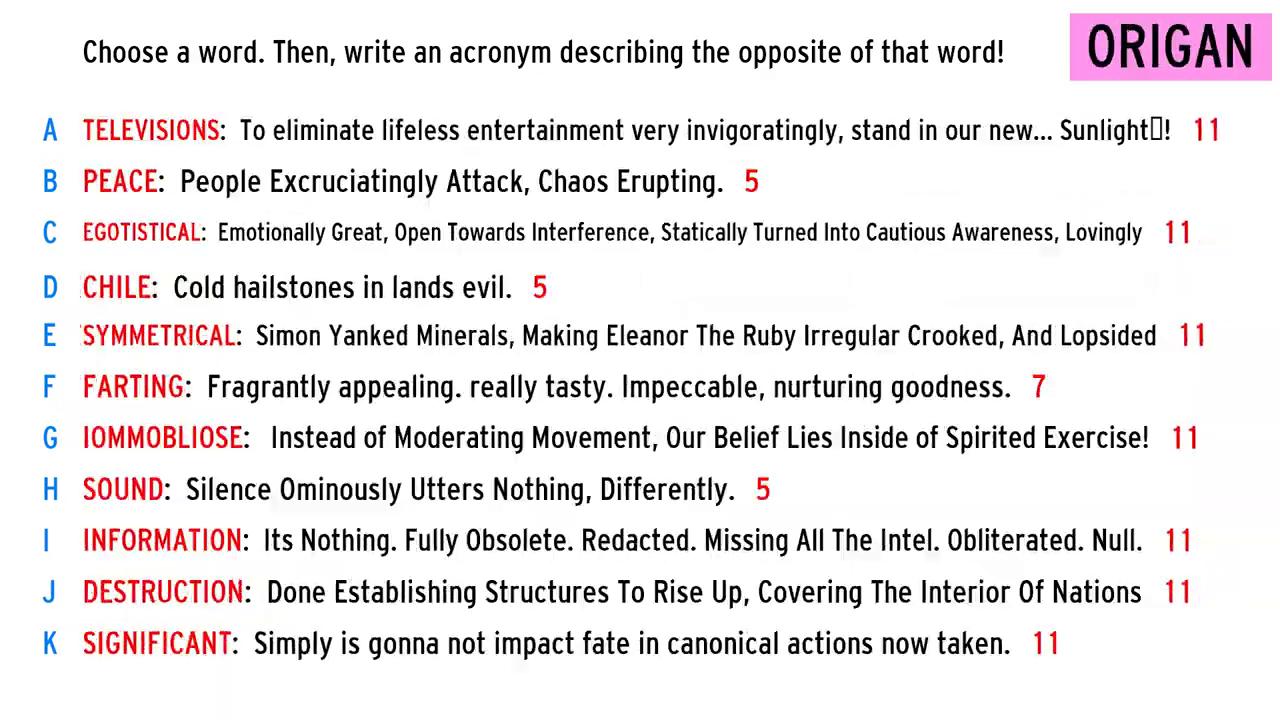 Choose a word. Then, write an acronym describing the opposite of that word!
ORIGAN
A TELEVISIONS: To eliminate lifeless entertainment very invigoratingly, stand in our new... Sunlight▯! 11
B PEACE: People Excruciatingly Attack, Chaos Erupting. 5
C EGOTISTICAL: Emotionally Great, Open Towards Interference, Statically Turned Into Cautious Awareness, Lovingly 11
D CHILE: Cold hailstones in lands evil. 5
E SYMMETRICAL: Simon Yanked Minerals, Making Eleanor The Ruby Irregular Crooked, And Lopsided 11
F FARTING: Fragrantly appealing. really tasty. Impeccable, nurturing goodness. 7
G IOMMOBLIOSE: Instead of Moderating Movement, Our Belief Lies Inside of Spirited Exercise! 11
H SOUND: Silence Ominously Utters Nothing, Differently. 5
I INFORMATION: Its Nothing. Fully Obsolete. Redacted. Missing All The Intel. Obliterated. Null. 11
J DESTRUCTION: Done Establishing Structures To Rise Up, Covering The Interior Of Nations 11
K SIGNIFICANT: Simply is gonna not impact fate in canonical actions now taken. 11